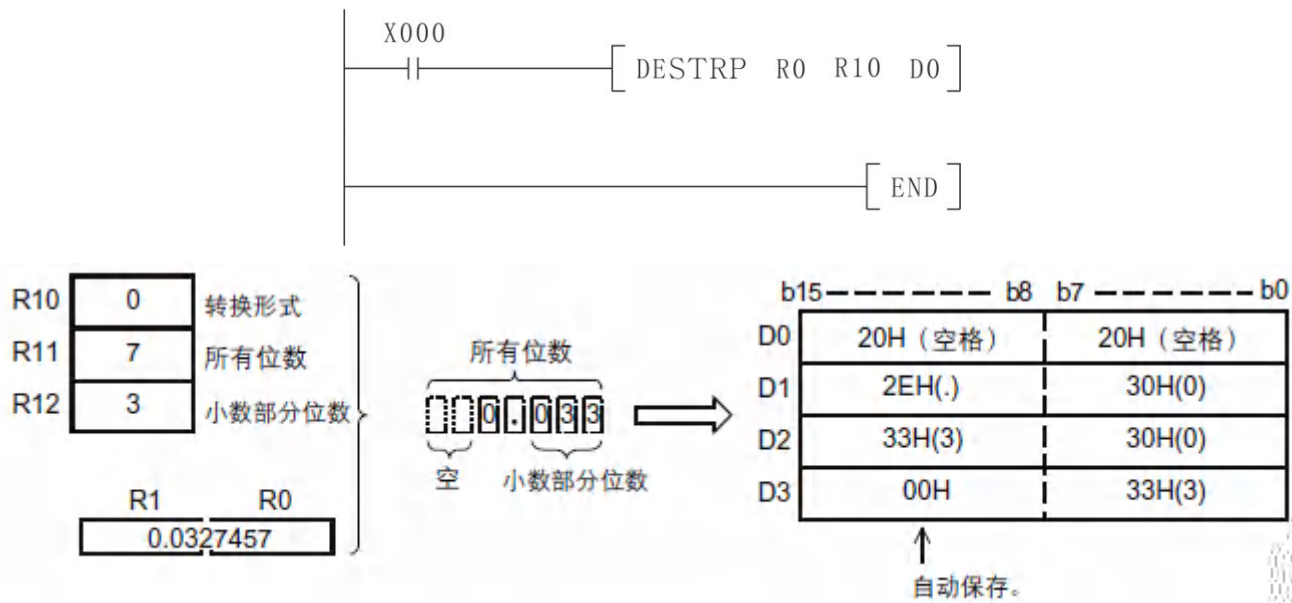 X000
DESTRP R0 R10 D0
END
R10 0 转换形式
R11 7 所有位数
R12 3 小数部分位数
R1 R0
0.0327457
所有位数
0.033
空 小数部分位数
b15 b8 b7 b0
D0 20H（空格） 20H（空格）
D1 2EH(.) 30H(0)
D2 33H(3) 30H(0)
D3 00H 33H(3)
自动保存。